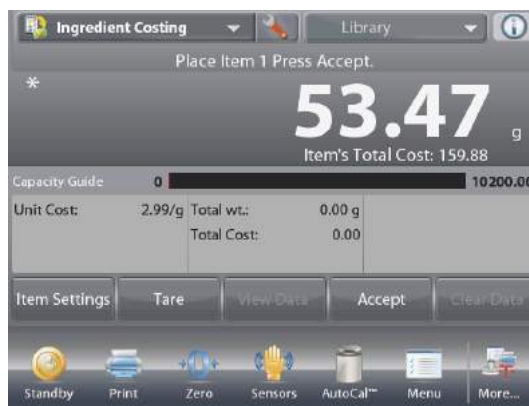 Ingredient Costing Library
Place Item 1 Press Accept.
*
53.47 g
Item's Total Cost: 159.88
Capacity Guide 0 10200.00
Unit Cost: 2.99/g Total wt.: 0.00 g
Total Cost: 0.00
Item Settings Tare View Data Accept Clear Data
Standby Print Zero Sensors AutoCal™ Menu More...